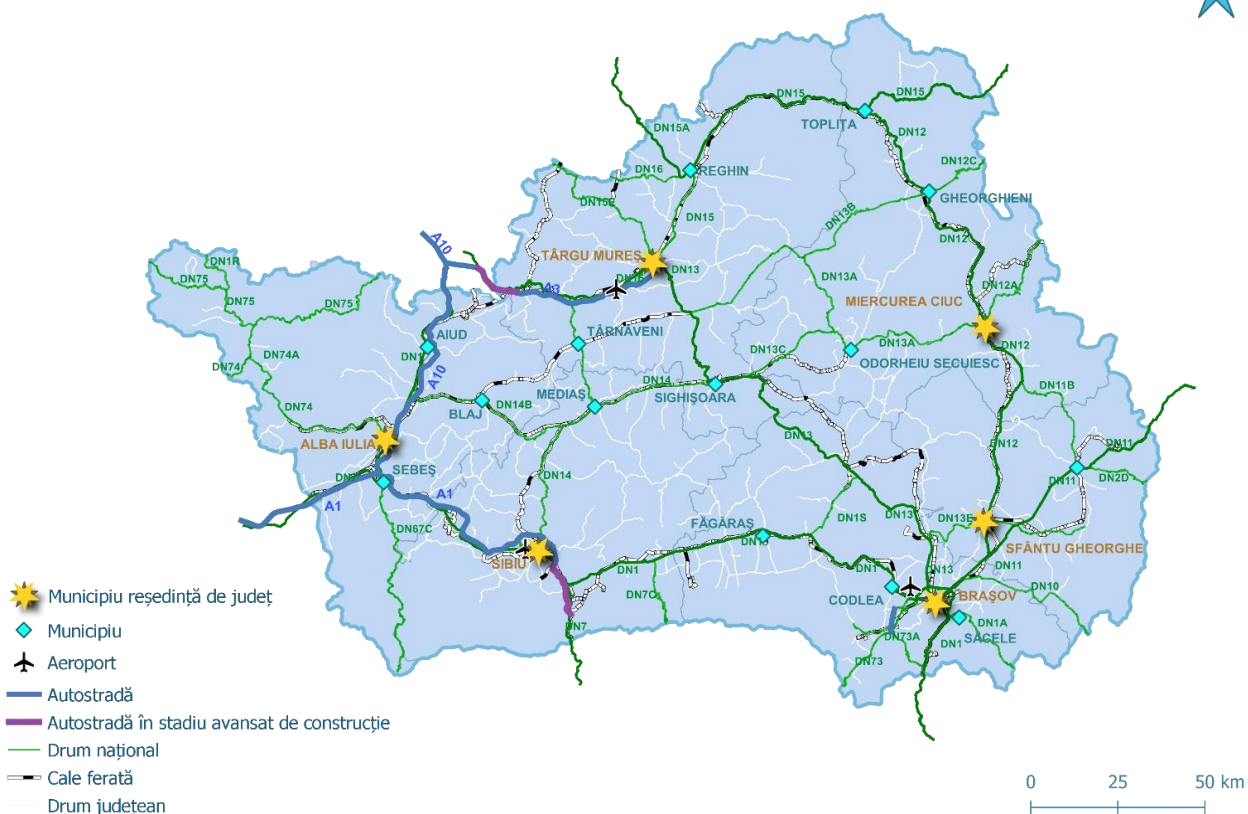 DN15
DN15
TOPLIȚA
DN15A
DN12
DN12C
DN16
REGHIN
GHEORGHIENI
DN15E
DN15
DN13B
DN12
A10
TÂRGU MUREȘ
DN1R
DN75
DN13
DN13A
DN75
DN75
A3
DN12A
MIERCUREA CIUC
AIUD
TÂRNĂVENI
DN12
DN1
DN74A
DN13C
DN13A
ODORHEIU SECUIESC
DN74
A10
MEDIAȘ
DN14
SIGHIȘOARA
DN11B
DN74
BLAJ
DN14B
ALBA IULIA
DN13
DN12
DN11
SEBEȘ
DN14
DN11
DN2D
A1
A1
DN67C
FĂGĂRAȘ
DN1S
DN13
DN13E
SFÂNTU GHEORGHE
SIBIU
DN1
DN1
DN13
DN11
DN10
DN7C
CODLEA
BRAȘOV
DN1A
SĂCELE
DN7
DN73A
DN1
DN73
Municipiu reședință de județ
Municipiu
Aeroport
Autostradă
Autostradă în stadiu avansat de construcție
Drum național
Cale ferată
Drum județean
0 25 50 km